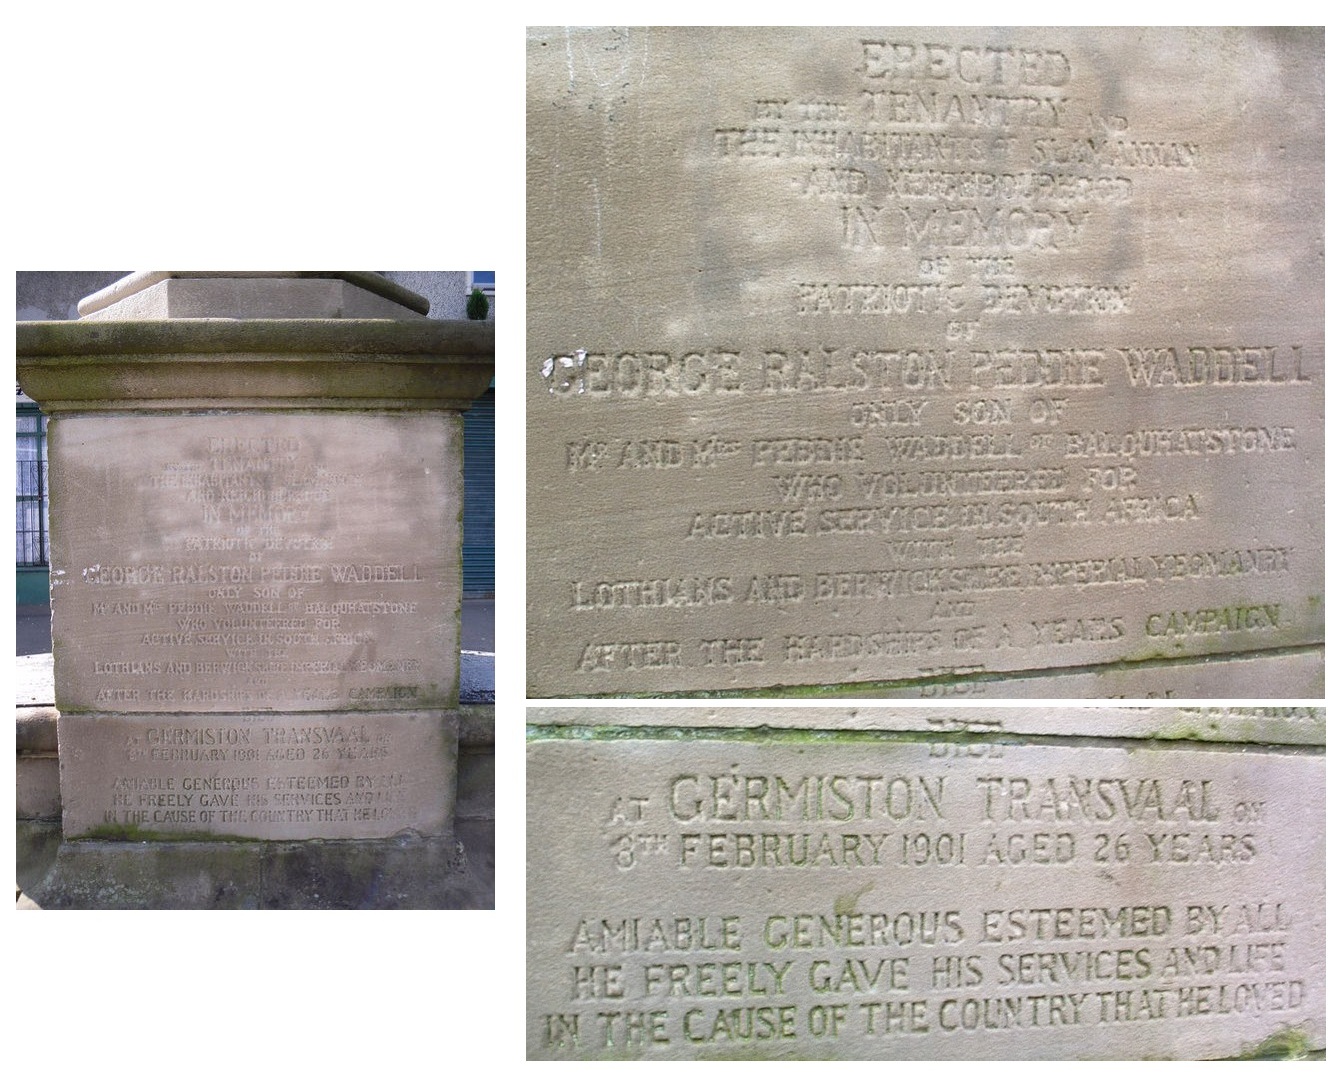 ERECTED
BY THE TENANTRY AND
THE INHABITANTS OF SLAMANNAN
AND NEIGHBOURHOOD
IN MEMORY
OF THE
PATRIOTIC DEVOTION
OF
GEORGE RALSTON PEDDIE WADDELL
ONLY SON OF
MR AND MRS PEDDIE WADDELL OF BALQUHATSTONE
WHO VOLUNTEERED FOR
ACTIVE SERVICE IN SOUTH AFRICA
WITH THE
LOTHIANS AND BERWICKSHIRE IMPERIAL YEOMANRY
AND
AFTER THE HARDSHIPS OF A YEARS CAMPAIGN
DIED
AT GERMISTON TRANSVAAL ON
8TH FEBRUARY 1901 AGED 26 YEARS
AMIABLE GENEROUS ESTEEMED BY ALL
HE FREELY GAVE HIS SERVICES AND LIFE
IN THE CAUSE OF THE COUNTRY THAT HE LOVED